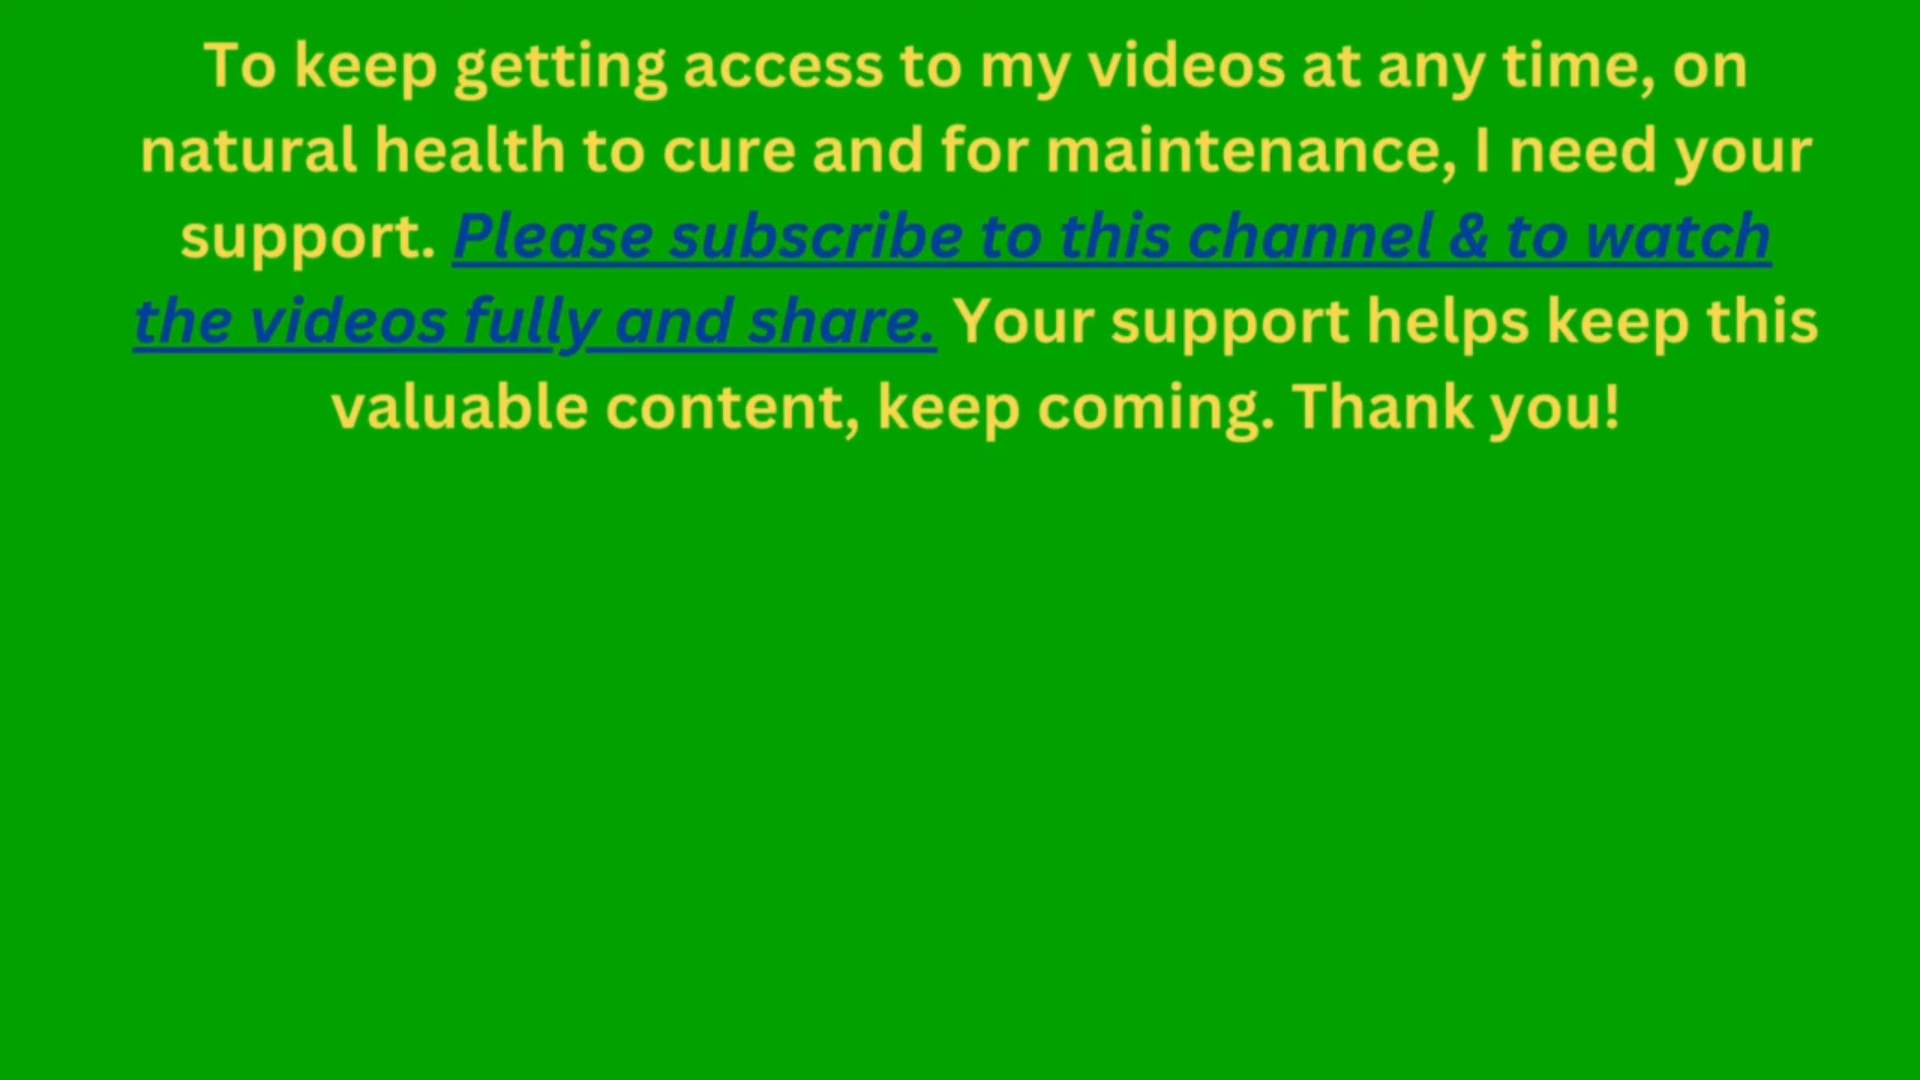 To keep getting access to my videos at any time, on
natural health to cure and for maintenance, I need your
support. Please subscribe to this channel & to watch
the videos fully and share. Your support helps keep this
valuable content, keep coming. Thank you!